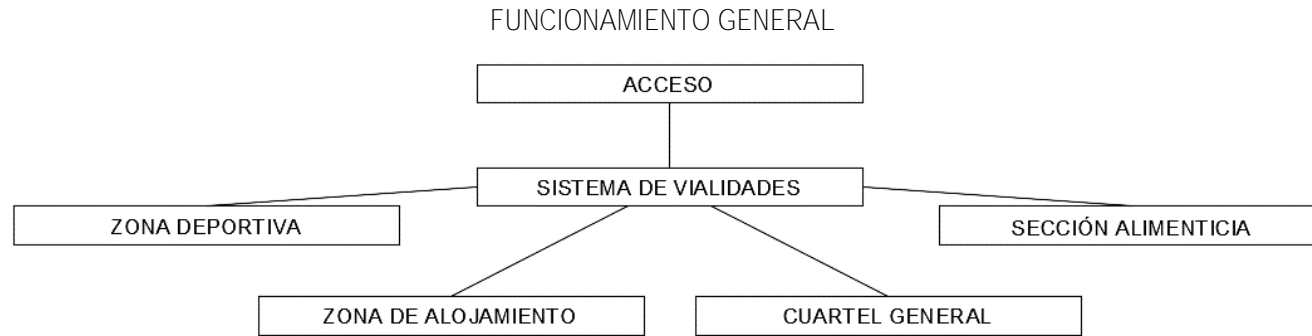 FUNCIONAMIENTO GENERAL
ACCESO
SISTEMA DE VIALIDADES
ZONA DEPORTIVA
SECCIÓN ALIMENTICIA
ZONA DE ALOJAMIENTO
CUARTEL GENERAL